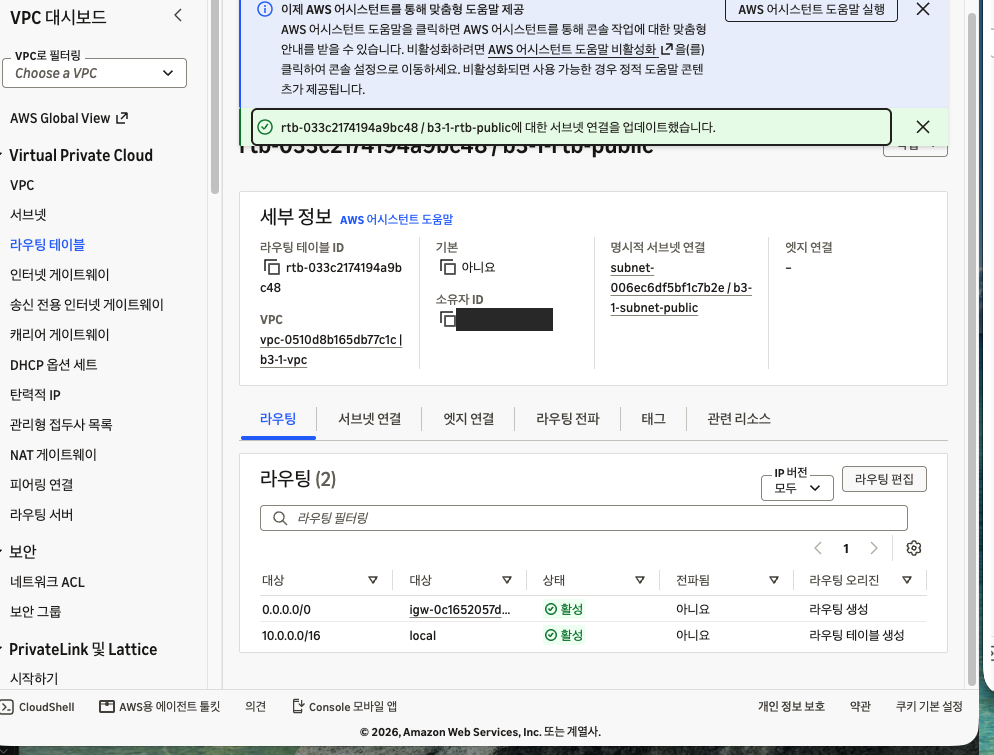 VPC 대시보드
VPC로 필터링
Choose a VPC
AWS Global View
Virtual Private Cloud
VPC
서브넷
라우팅 테이블
인터넷 게이트웨이
송신 전용 인터넷 게이트웨이
캐리어 게이트웨이
DHCP 옵션 세트
탄력적 IP
관리형 접두사 목록
NAT 게이트웨이
피어링 연결
라우팅 서버
보안
네트워크 ACL
보안 그룹
PrivateLink 및 Lattice
시작하기
이제 AWS 어시스턴트를 통해 맞춤형 도움말 제공
AWS 어시스턴트 도움말을 클릭하면 AWS 어시스턴트를 통해 콘솔 작업에 대한 맞춤형
안내를 받을 수 있습니다. 비활성화하려면 AWS 어시스턴트 도움말 비활성화 을(를)
클릭하여 콘솔 설정으로 이동하세요. 비활성화되면 사용 가능한 경우 정적 도움말 콘텐
츠가 제공됩니다.
AWS 어시스턴트 도움말 실행
rtb-033c2174194a9bc48 / b3-1-rtb-public에 대한 서브넷 연결을 업데이트했습니다.
rtb-033c2174194a9bc48 / b3-1-rtb-public
세부 정보 AWS 어시스턴트 도움말
라우팅 테이블 ID
rtb-033c2174194a9b
c48
VPC
vpc-0510d8b165db77c1c |
b3-1-vpc
기본
아니요
소유자 ID
명시적 서브넷 연결
subnet-
006ec6df5bf1c7b2e / b3-
1-subnet-public
엣지 연결
–
라우팅 서브넷 연결 엣지 연결 라우팅 전파 태그 관련 리소스
라우팅 (2)
IP 버전
모두
라우팅 편집
라우팅 필터링
1
대상 대상 상태 전파됨 라우팅 오리진
0.0.0.0/0 igw-0c1652057d... 활성 아니요 라우팅 생성
10.0.0.0/16 local 활성 아니요 라우팅 테이블 생성
CloudShell AWS용 에이전트 툴킷 의견 Console 모바일 앱 개인 정보 보호 약관 쿠키 기본 설정
© 2026, Amazon Web Services, Inc. 또는 계열사.